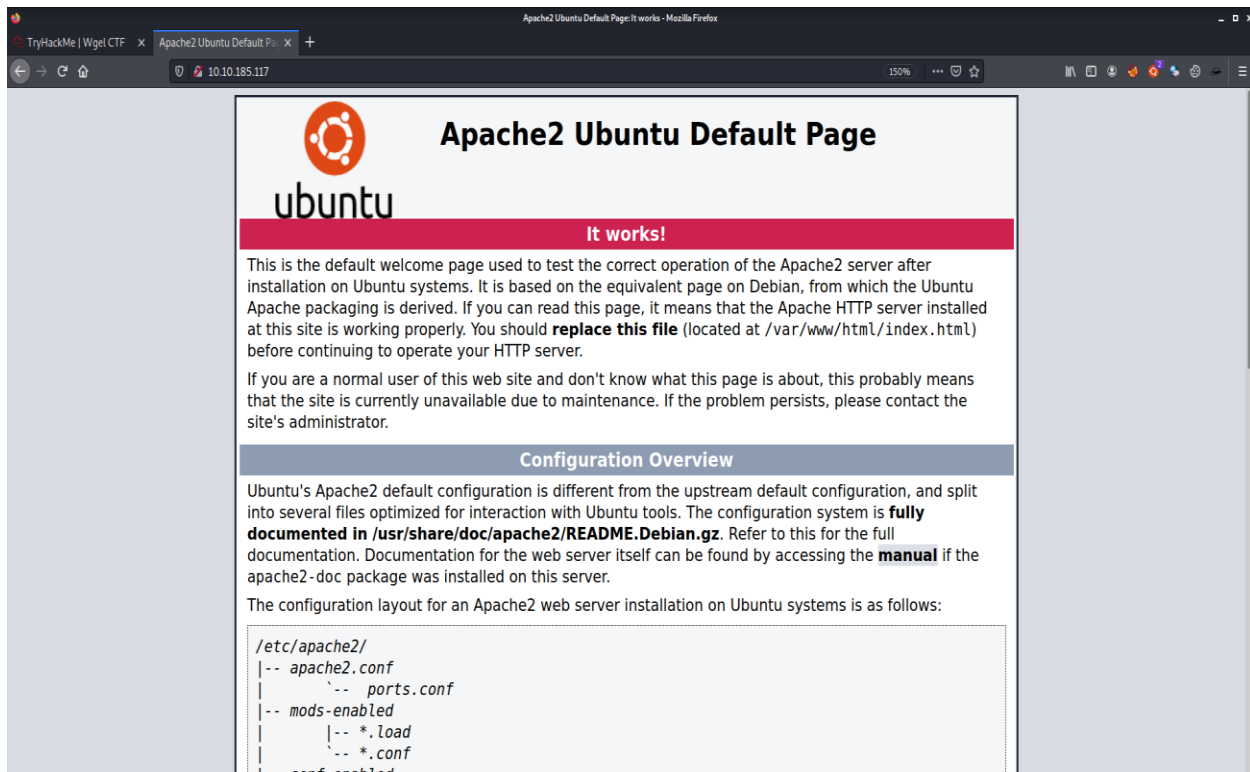 Apache2 Ubuntu Default Page: It works - Mozilla Firefox
TryHackMe | Wgel CTF
Apache2 Ubuntu Default Pag
10.10.185.117
150%
2
ubuntu
Apache2 Ubuntu Default Page
It works!
This is the default welcome page used to test the correct operation of the Apache2 server after
installation on Ubuntu systems. It is based on the equivalent page on Debian, from which the Ubuntu
Apache packaging is derived. If you can read this page, it means that the Apache HTTP server installed
at this site is working properly. You should replace this file (located at /var/www/html/index.html)
before continuing to operate your HTTP server.
If you are a normal user of this web site and don't know what this page is about, this probably means
that the site is currently unavailable due to maintenance. If the problem persists, please contact the
site's administrator.
Configuration Overview
Ubuntu's Apache2 default configuration is different from the upstream default configuration, and split
into several files optimized for interaction with Ubuntu tools. The configuration system is fully
documented in /usr/share/doc/apache2/README.Debian.gz. Refer to this for the full
documentation. Documentation for the web server itself can be found by accessing the manual if the
apache2-doc package was installed on this server.
The configuration layout for an Apache2 web server installation on Ubuntu systems is as follows:
/etc/apache2/
|-- apache2.conf
|       `--  ports.conf
|-- mods-enabled
|       |-- *.load
|       `-- *.conf
|-- conf-enabled